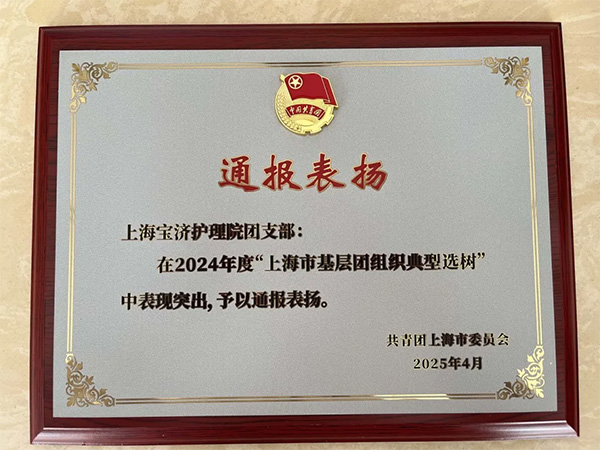 中国共青团
通报表扬
上海宝济护理院团支部：
在2024年度“上海市基层团组织典型选树”
中表现突出，予以通报表扬。
共青团上海市委员会
2025年4月